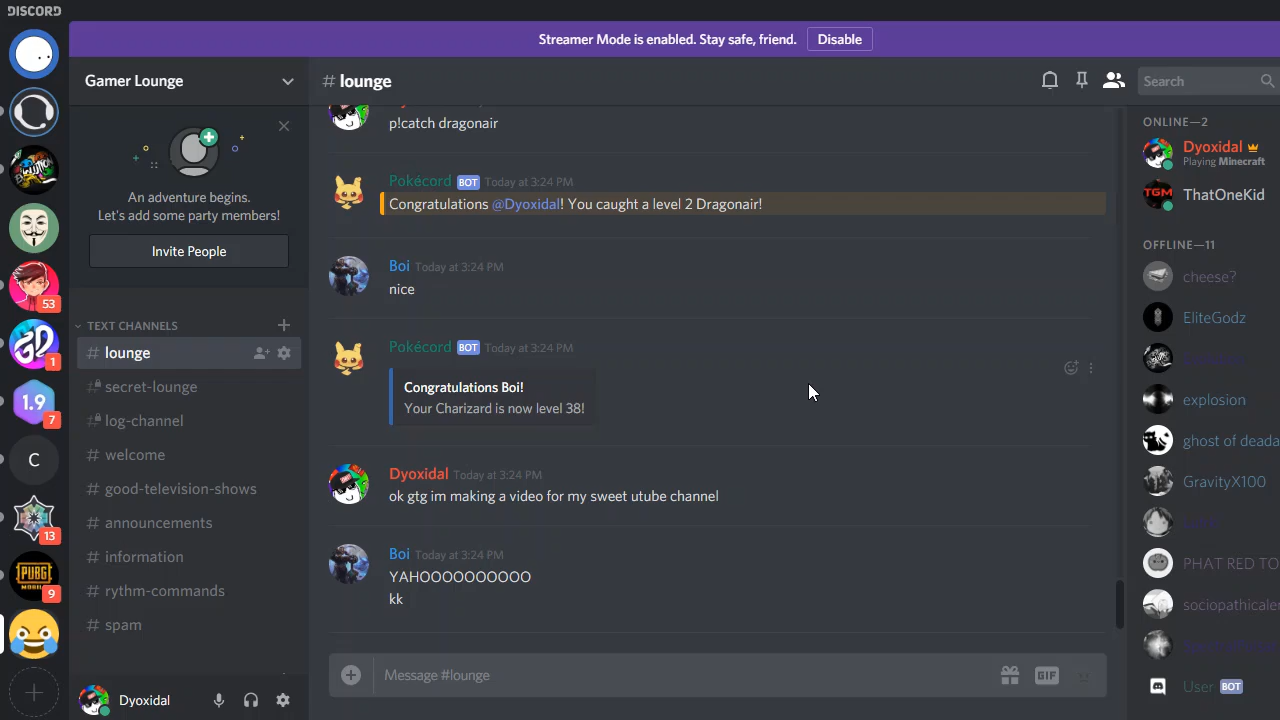 DISCORD
Streamer Mode is enabled. Stay safe, friend.
Disable
Gamer Lounge
# lounge
Search
An adventure begins.
Let's add some party members!
Invite People
TEXT CHANNELS
# lounge
secret-lounge
log-channel
# welcome
# good-television-shows
# announcements
# information
# rythm-commands
# spam
53
1
1.9
7
C
13
PUBG
MOBILE
9
Dyoxidal
p!catch dragonair
Pokécord BOT Today at 3:24 PM
Congratulations @Dyoxidal! You caught a level 2 Dragonair!
Boi Today at 3:24 PM
nice
Pokécord BOT Today at 3:24 PM
Congratulations Boi!
Your Charizard is now level 38!
Dyoxidal Today at 3:24 PM
ok gtg im making a video for my sweet utube channel
Boi Today at 3:24 PM
YAHOOOOOOOOOO
kk
Message #lounge
GIF
ONLINE—2
Dyoxidal
Playing Minecraft
TGM
ThatOneKid
OFFLINE—11
cheese?
EliteGodz
explosion
ghost of deada
GravityX100
PHAT RED TO
sociopathicale
User BOT